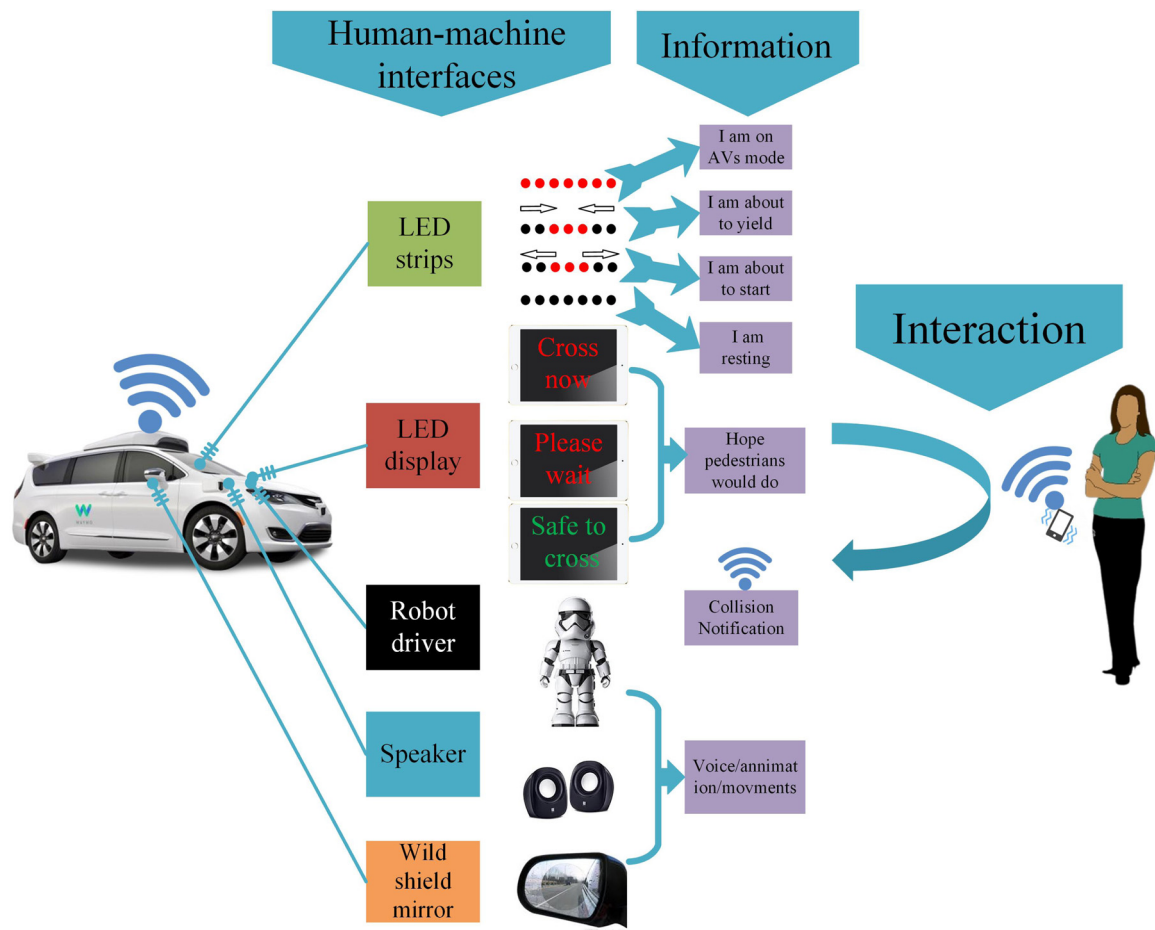 Human-machine
interfaces
Information
I am on
AVs mode
LED
strips
I am about
to yield
I am about
to start
I am
resting
Interaction
Cross
now
LED
display
Please
wait
Hope
pedestrians
would do
Safe to
cross
Robot
driver
Collision
Notification
Speaker
Voice/annimat
ion/movments
Wild
shield
mirror